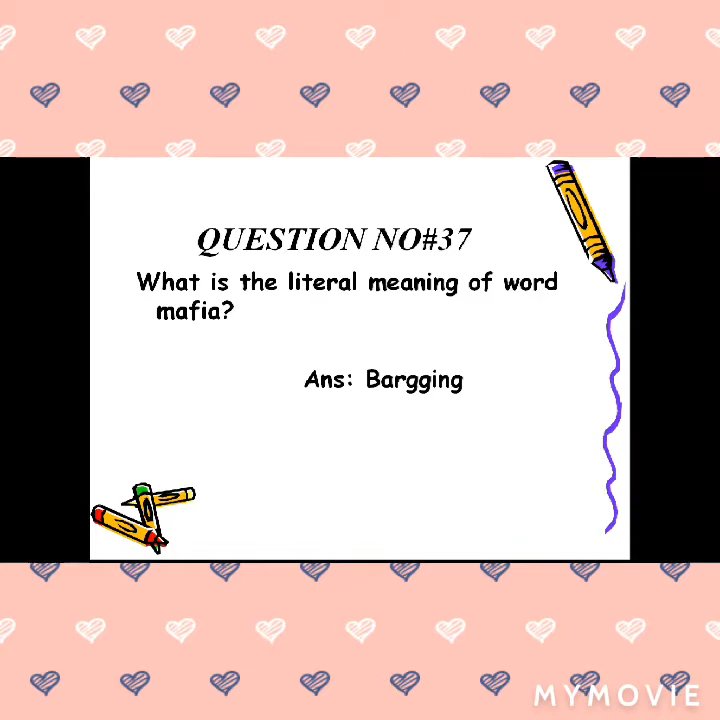 QUESTION NO#37
What is the literal meaning of word
mafia?
Ans: Bargging
MYMOVIE